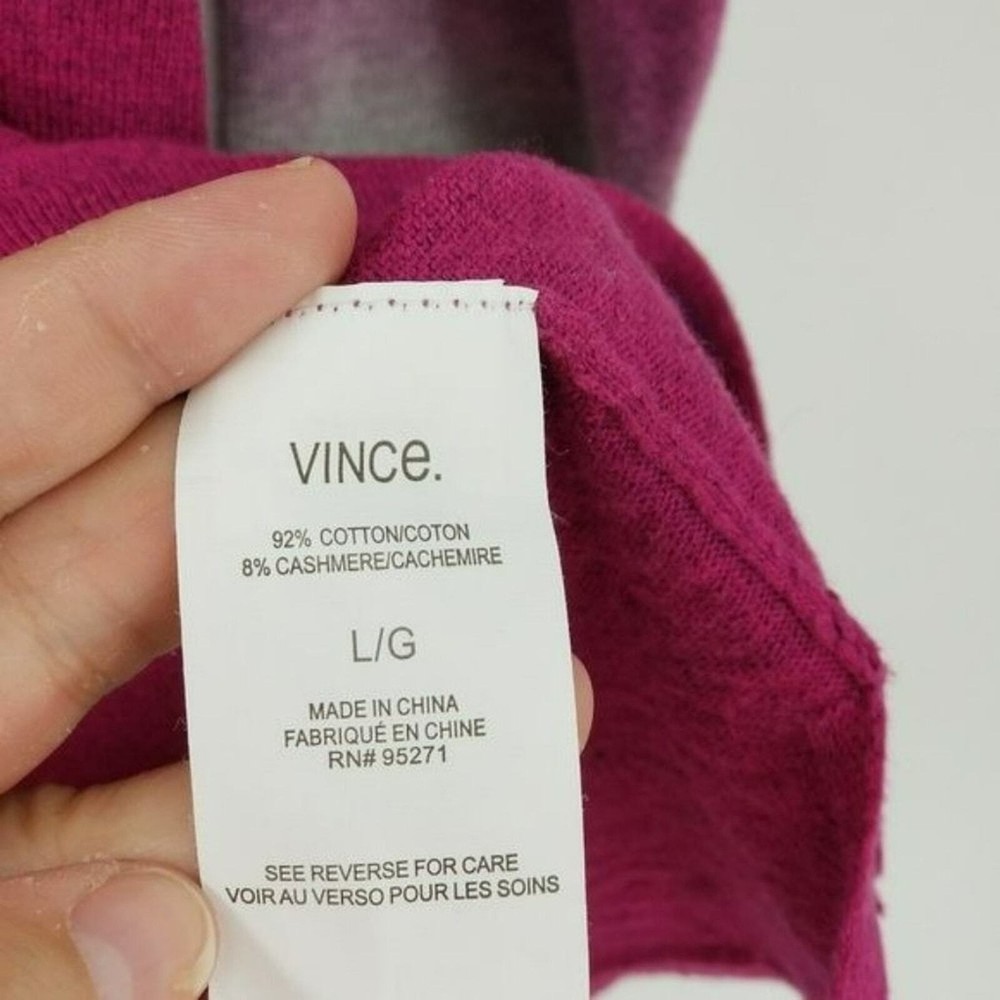 VINCe.
92% COTTON/COTON
8% CASHMERE/CACHEMIRE
L/G
MADE IN CHINA
FABRIQUÉ EN CHINE
RN# 95271
SEE REVERSE FOR CARE
VOIR AU VERSO POUR LES SOINS